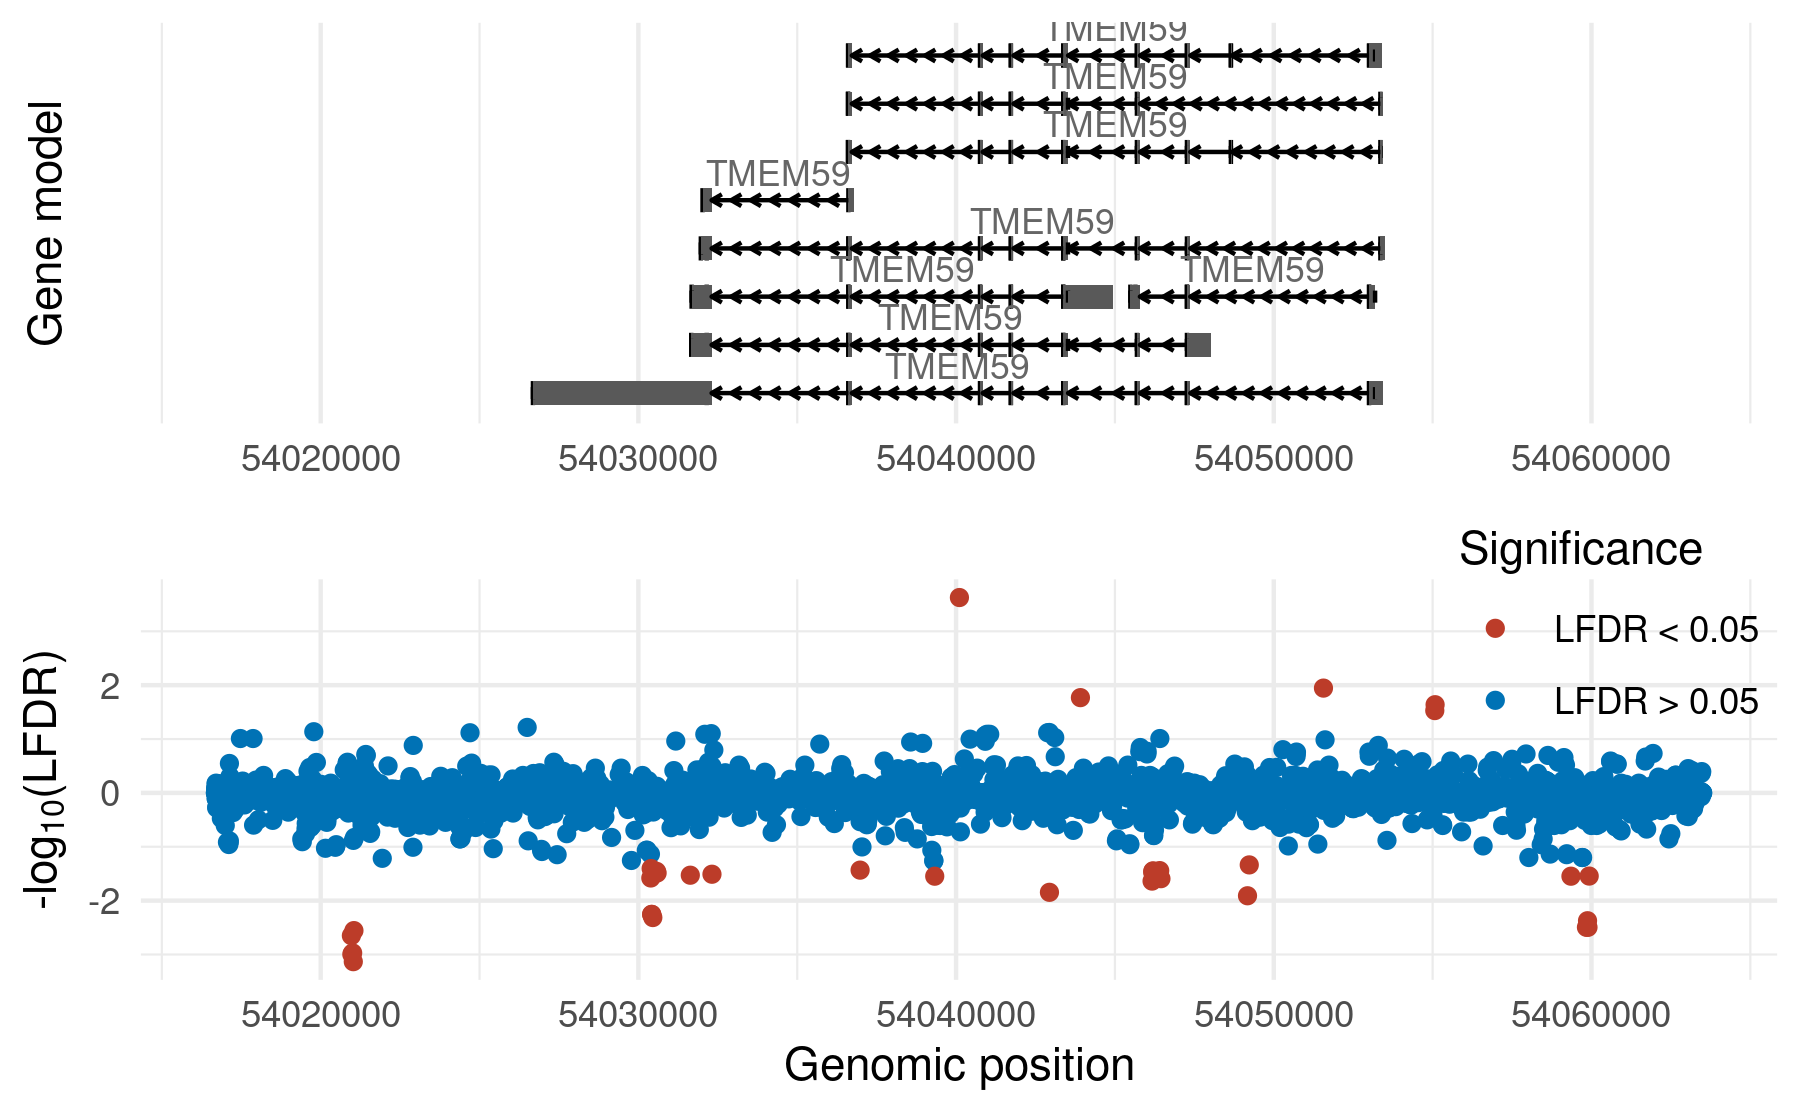 Gene model
TMEM59
TMEM59
TMEM59
TMEM59
TMEM59
TMEM59 TMEM59
TMEM59
TMEM59
54020000 54030000 54040000 54050000 54060000
Significance
LFDR < 0.05
LFDR > 0.05
-log10(LFDR)
2
0
-2
54020000 54030000 54040000 54050000 54060000
Genomic position